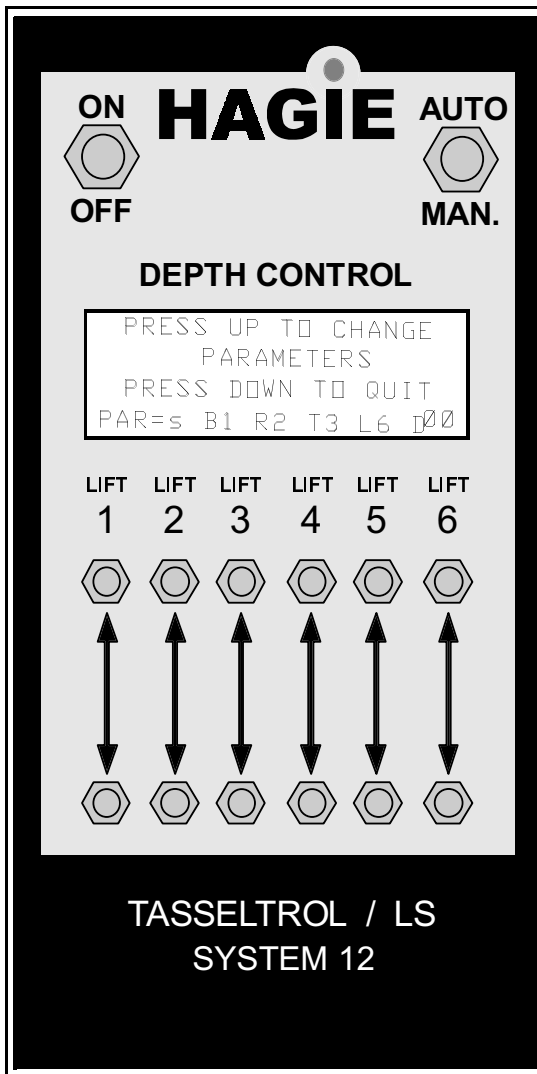 ON HAGIE AUTO
OFF MAN.
DEPTH CONTROL
PRESS UP TO CHANGE
PARAMETERS
PRESS DOWN TO QUIT
PAR=s B1 R2 T3 L6 D00
LIFT LIFT LIFT LIFT LIFT LIFT
1 2 3 4 5 6
TASSELTROL / LS
SYSTEM 12